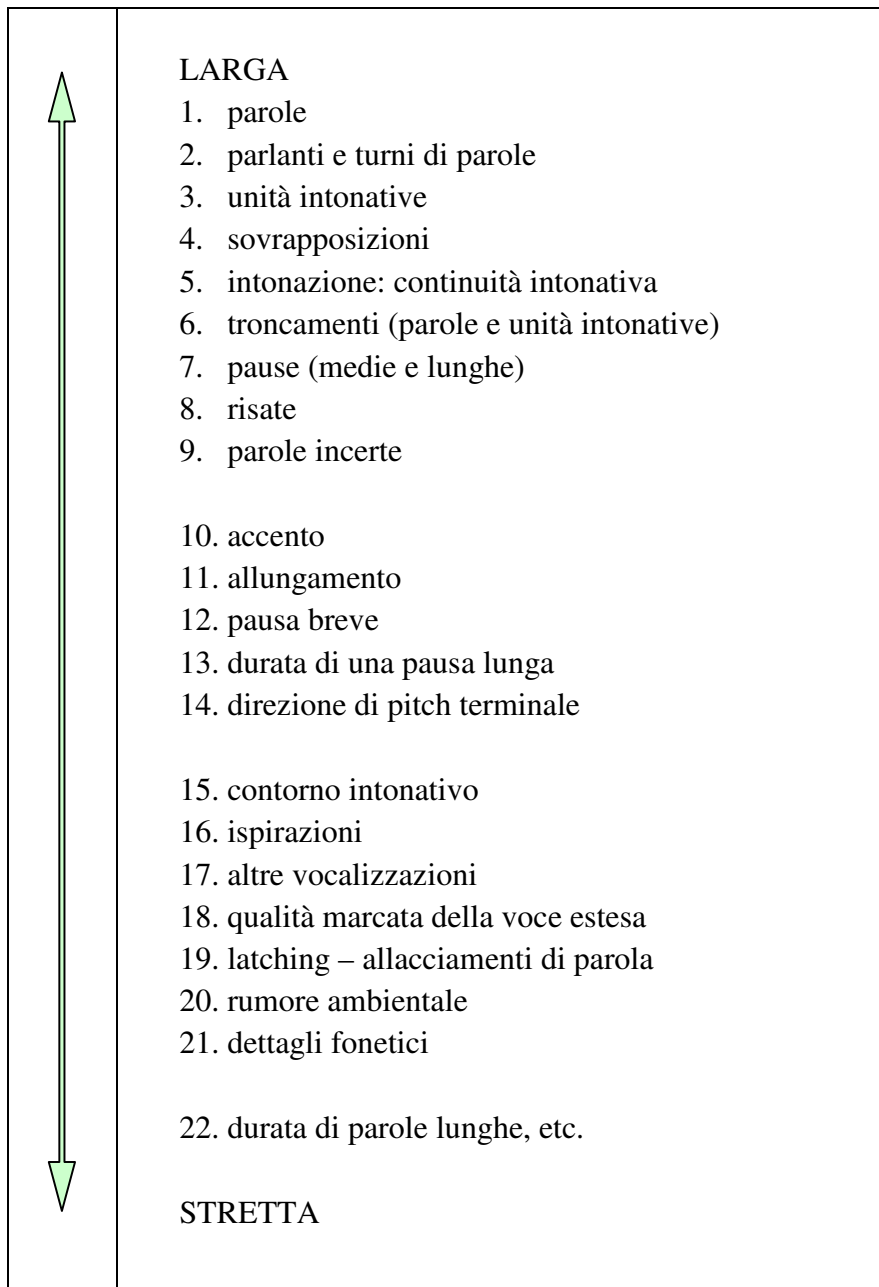 LARGA
1. parole
2. parlanti e turni di parole
3. unità intonative
4. sovrapposizioni
5. intonazione: continuità intonativa
6. troncamenti (parole e unità intonative)
7. pause (medie e lunghe)
8. risate
9. parole incerte
10. accento
11. allungamento
12. pausa breve
13. durata di una pausa lunga
14. direzione di pitch terminale
15. contorno intonativo
16. ispirazioni
17. altre vocalizzazioni
18. qualità marcata della voce estesa
19. latching – allacciamenti di parola
20. rumore ambientale
21. dettagli fonetici
22. durata di parole lunghe, etc.
STRETTA